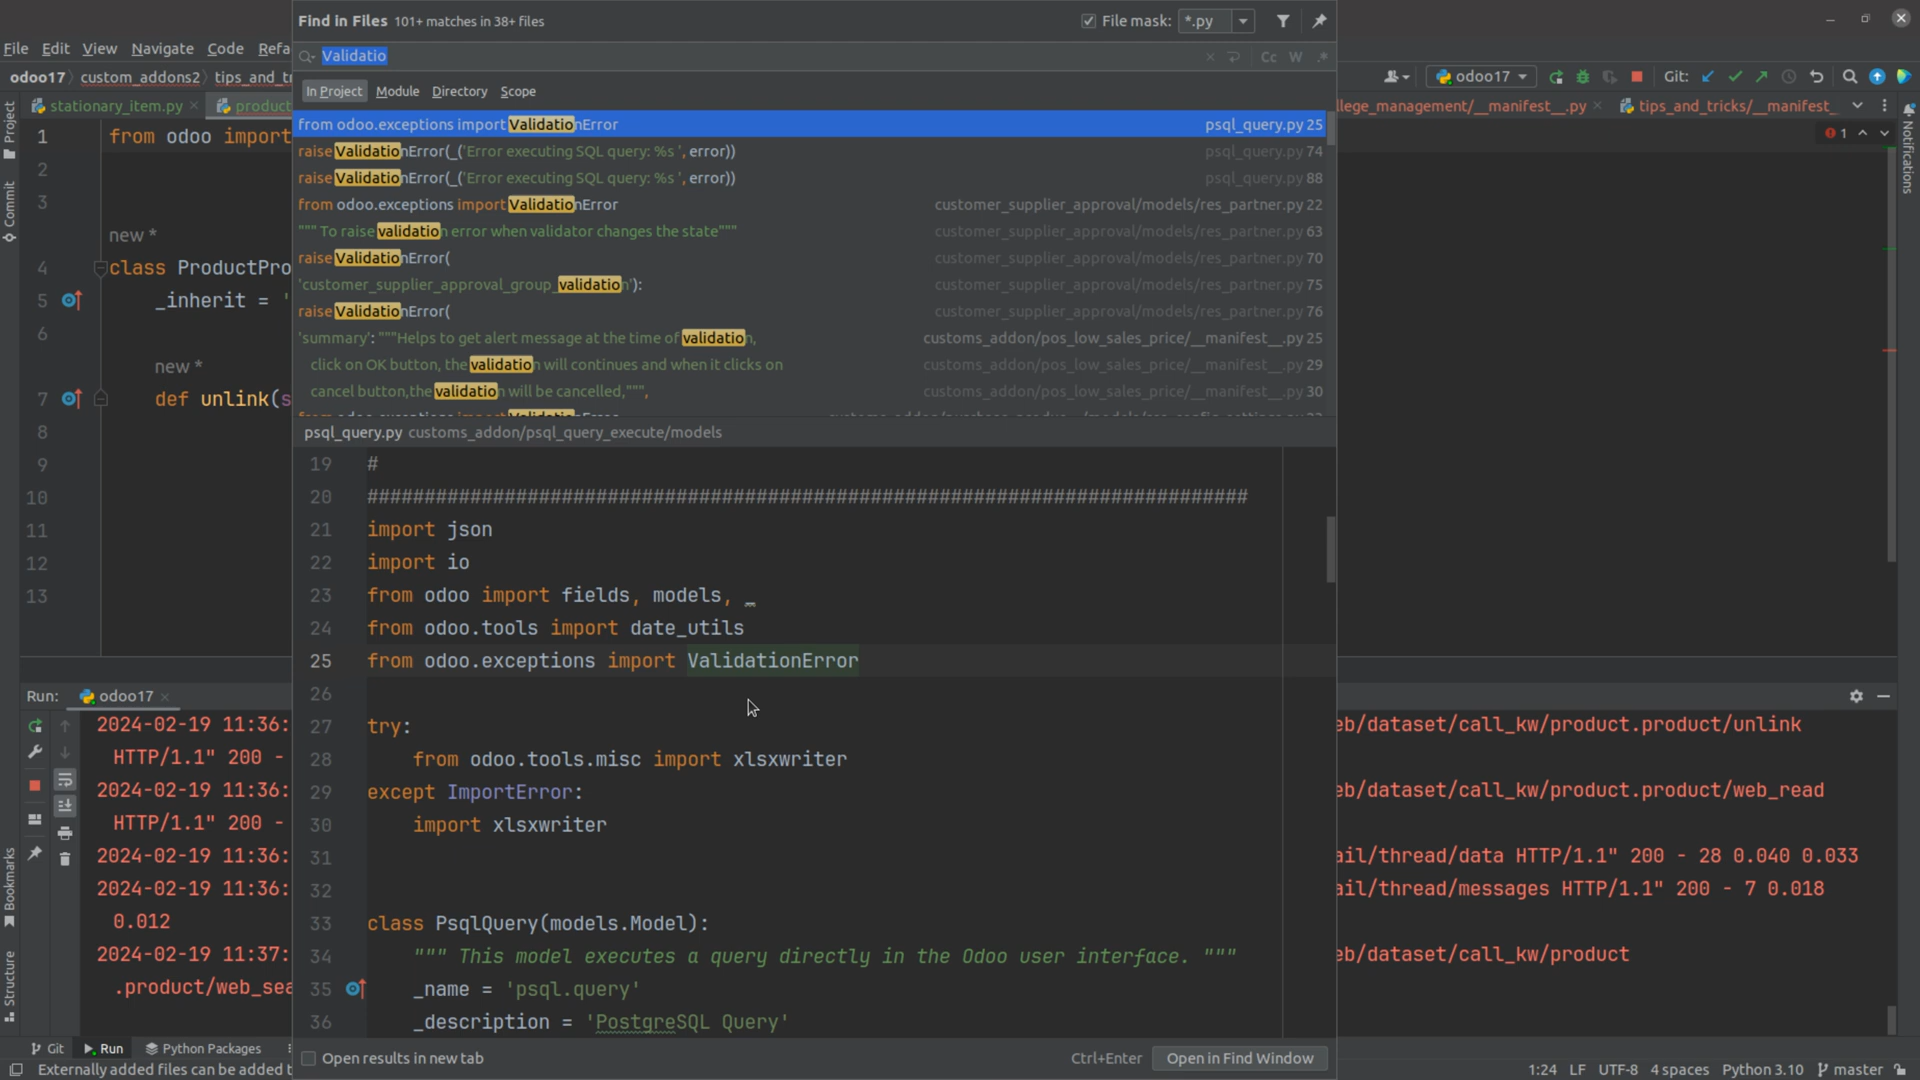 Find in Files 101+ matches in 38+ files
File mask: *.py
File Edit View Navigate Code Refa
Validatio
Cc W .*
odoo17 custom_addons2 tips_and_tr
In Project Module Directory Scope
odoo17 Git:
stationary_item.py product
llege_management/__manifest__.py tips_and_tricks/__manifest_
from odoo.exceptions import ValidationError psql_query.py 25
raise ValidationError(_('Error executing SQL query: %s ', error)) psql_query.py 74
raise ValidationError(_('Error executing SQL query: %s ', error)) psql_query.py 88
from odoo.exceptions import ValidationError customer_supplier_approval/models/res_partner.py 22
""" To raise validation error when validator changes the state""" customer_supplier_approval/models/res_partner.py 63
raise ValidationError( customer_supplier_approval/models/res_partner.py 70
'customer_supplier_approval_group_validation'): customer_supplier_approval/models/res_partner.py 75
raise ValidationError( customer_supplier_approval/models/res_partner.py 76
'summary': """Helps to get alert message at the time of validation, customs_addon/pos_low_sales_price/__manifest__.py 25
click on OK button, the validation will continues and when it clicks on customs_addon/pos_low_sales_price/__manifest__.py 29
cancel button,the validation will be cancelled,""", customs_addon/pos_low_sales_price/__manifest__.py 30
1 from odoo import
2
3
new *
4 class ProductPro
5 _inherit = '
6
new *
7 def unlink(s
8
9
10
11
12
13
1
psql_query.py customs_addon/psql_query_execute/models
19 #
20 #############################################################################
21 import json
22 import io
23 from odoo import fields, models, _
24 from odoo.tools import date_utils
25 from odoo.exceptions import ValidationError
26
27 try:
28 from odoo.tools.misc import xlsxwriter
29 except ImportError:
30 import xlsxwriter
31
32
33 class PsqlQuery(models.Model):
34 """ This model executes a query directly in the Odoo user interface. """
35 _name = 'psql.query'
36 _description = 'PostgreSQL Query'
Open results in new tab Ctrl+Enter Open in Find Window
Run: odoo17
2024-02-19 11:36: eb/dataset/call_kw/product.product/unlink
HTTP/1.1" 200 -
2024-02-19 11:36: eb/dataset/call_kw/product.product/web_read
HTTP/1.1" 200 -
2024-02-19 11:36: ail/thread/data HTTP/1.1" 200 - 28 0.040 0.033
2024-02-19 11:36: ail/thread/messages HTTP/1.1" 200 - 7 0.018
0.012
2024-02-19 11:37: eb/dataset/call_kw/product
.product/web_sea
Project
Commit
Bookmarks
Structure
Notifications
Git Run Python Packages
Externally added files can be added t
1:24 LF UTF-8 4 spaces Python 3.10 master